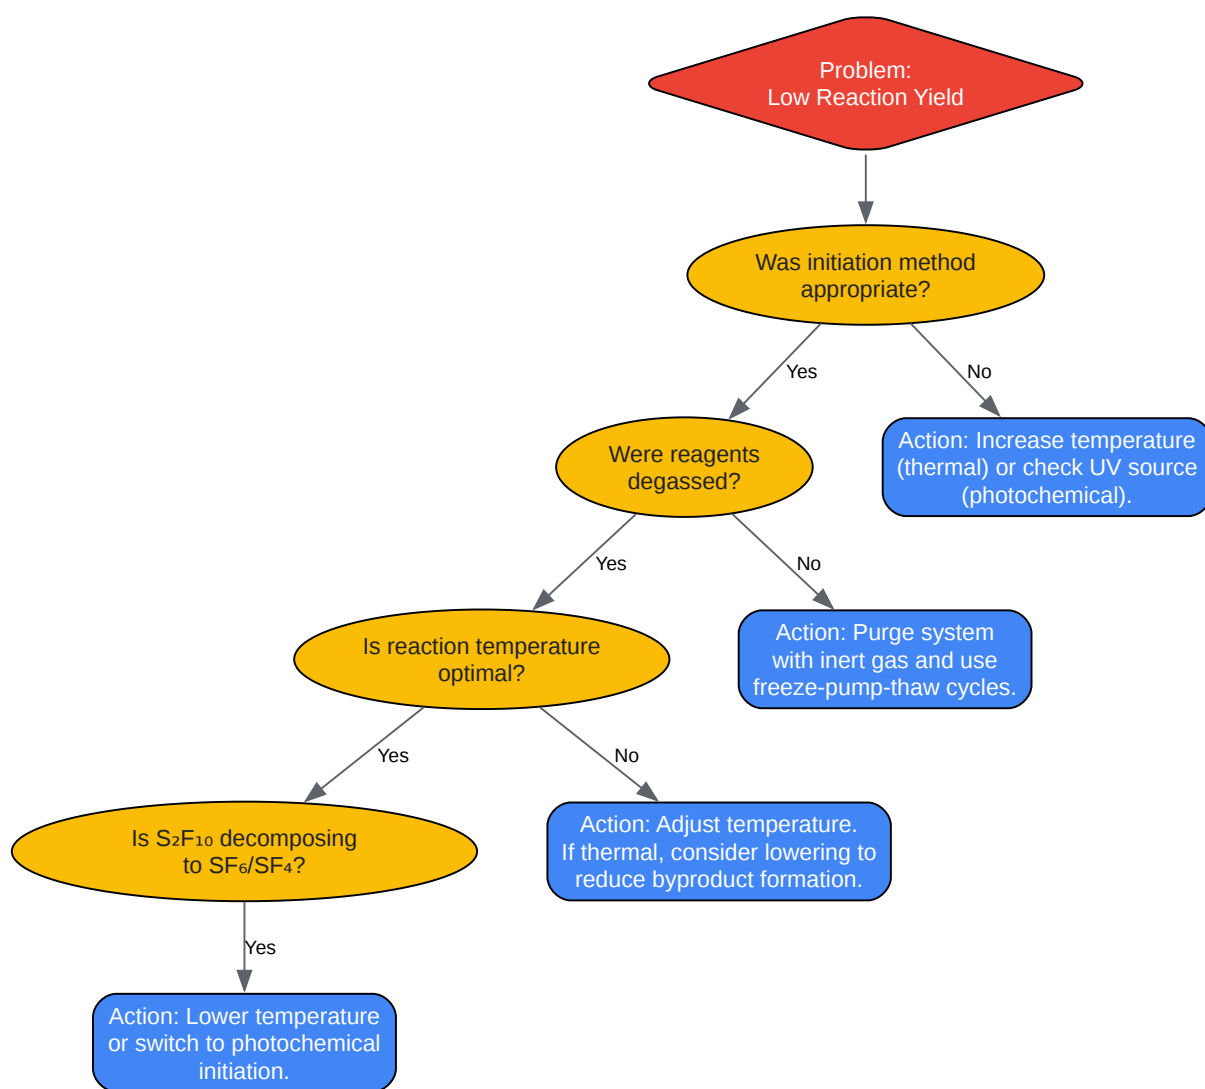 Problem:
Low Reaction Yield
Was initiation method
appropriate?
Yes
No
Were reagents
degassed?
Action: Increase temperature
(thermal) or check UV source
(photochemical).
Yes
No
Is reaction temperature
optimal?
Action: Purge system
with inert gas and use
freeze-pump-thaw cycles.
Yes
No
Is S₂F₁₀ decomposing
to SF₆/SF₄?
Action: Adjust temperature.
If thermal, consider lowering to
reduce byproduct formation.
Yes
Action: Lower temperature
or switch to photochemical
initiation.